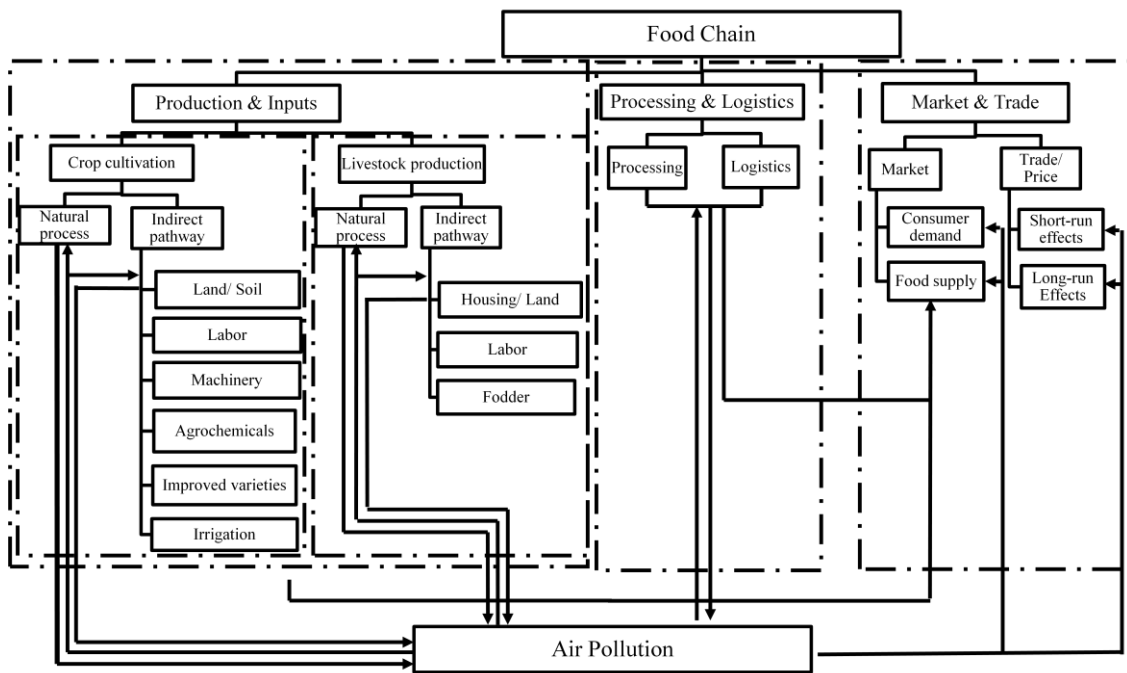 Food Chain
Production & Inputs
Processing & Logistics
Market & Trade
Crop cultivation
Livestock production
Processing
Logistics
Market
Trade/
Price
Natural
process
Indirect
pathway
Natural
process
Indirect
pathway
Consumer
demand
Short-run
effects
Land/ Soil
Housing/ Land
Food supply
Long-run
Effects
Labor
Labor
Machinery
Fodder
Agrochemicals
Improved varieties
Irrigation
Air Pollution